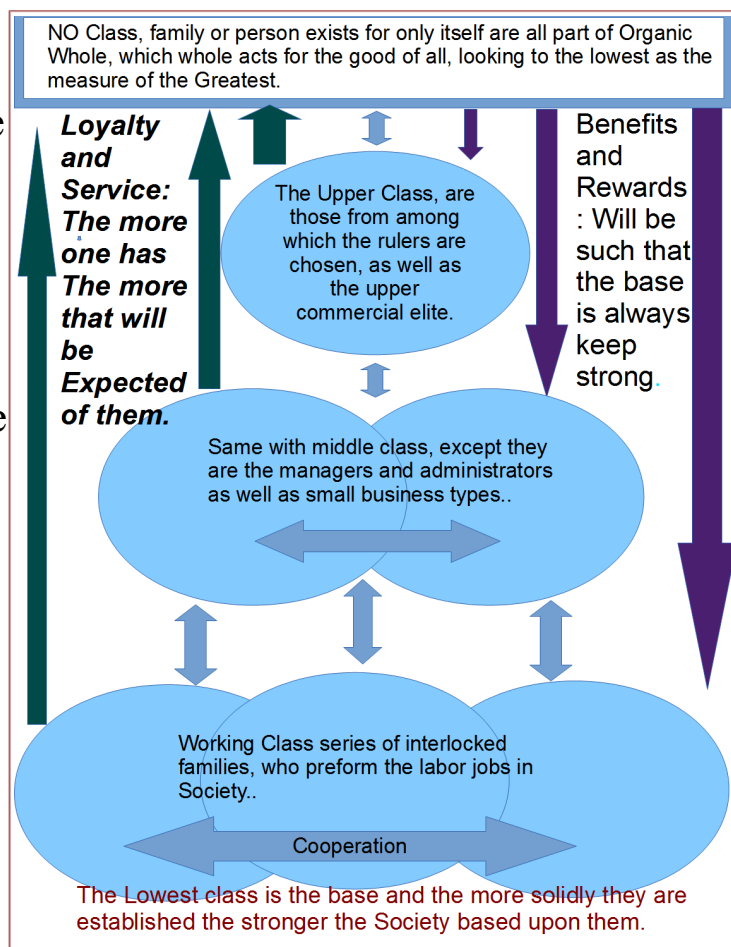 NO Class, family or person exists for only itself are all part of Organic
Whole, which whole acts for the good of all, looking to the lowest as the
measure of the Greatest.
e
Loyalty
and
Service:
The more
a
one has
The more
that will
be
Expected
of them.
e
The Upper Class, are
those from among
which the rulers are
chosen, as well as
the upper
commercial elite.
Benefits
and
Rewards
: Will be
such that
the base
is always
keep
strong.
Same with middle class, except they
are the managers and administrators
as well as small business types..
Working Class series of interlocked
families, who preform the labor jobs in
Society..
Cooperation
The Lowest class is the base and the more solidly they are
established the stronger the Society based upon them.